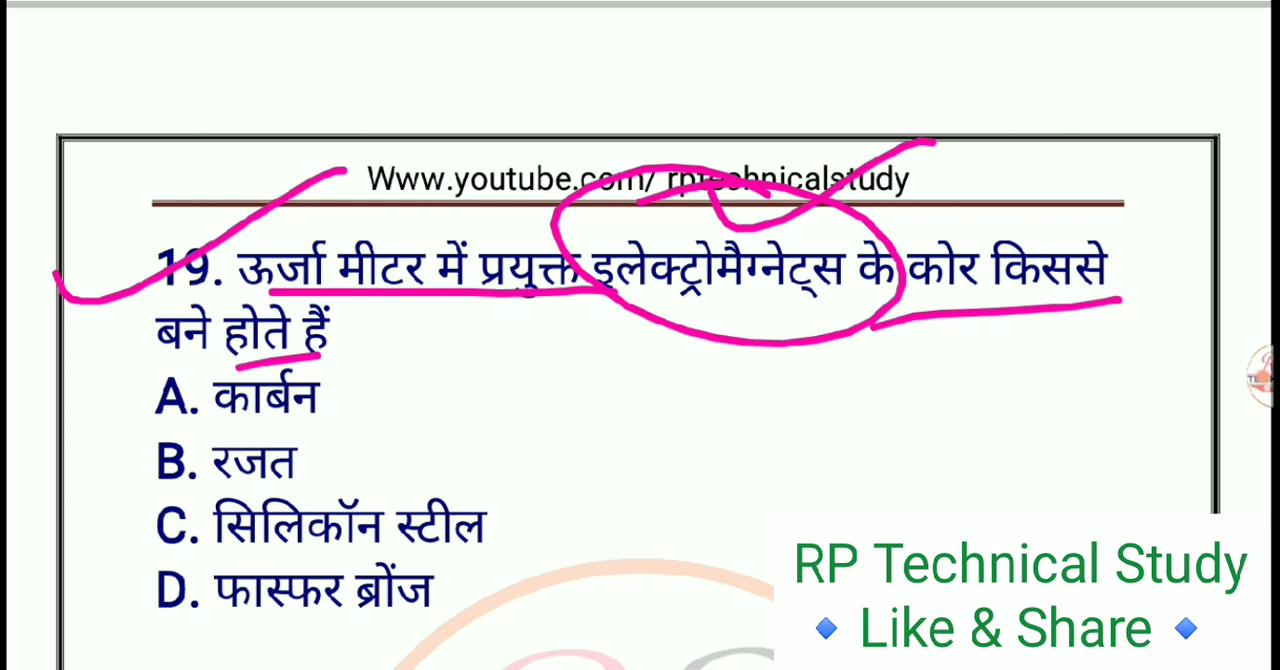 Www.youtube.com/ rptechnicalstudy
19. ऊर्जा मीटर में प्रयुक्त इलेक्ट्रोमैग्नेट्स के कोर किससे
बने होते हैं
A. कार्बन
B. रजत
C. सिलिकॉन स्टील
D. फास्फर ब्रोंज
RP Technical Study
🔹 Like & Share 🔹